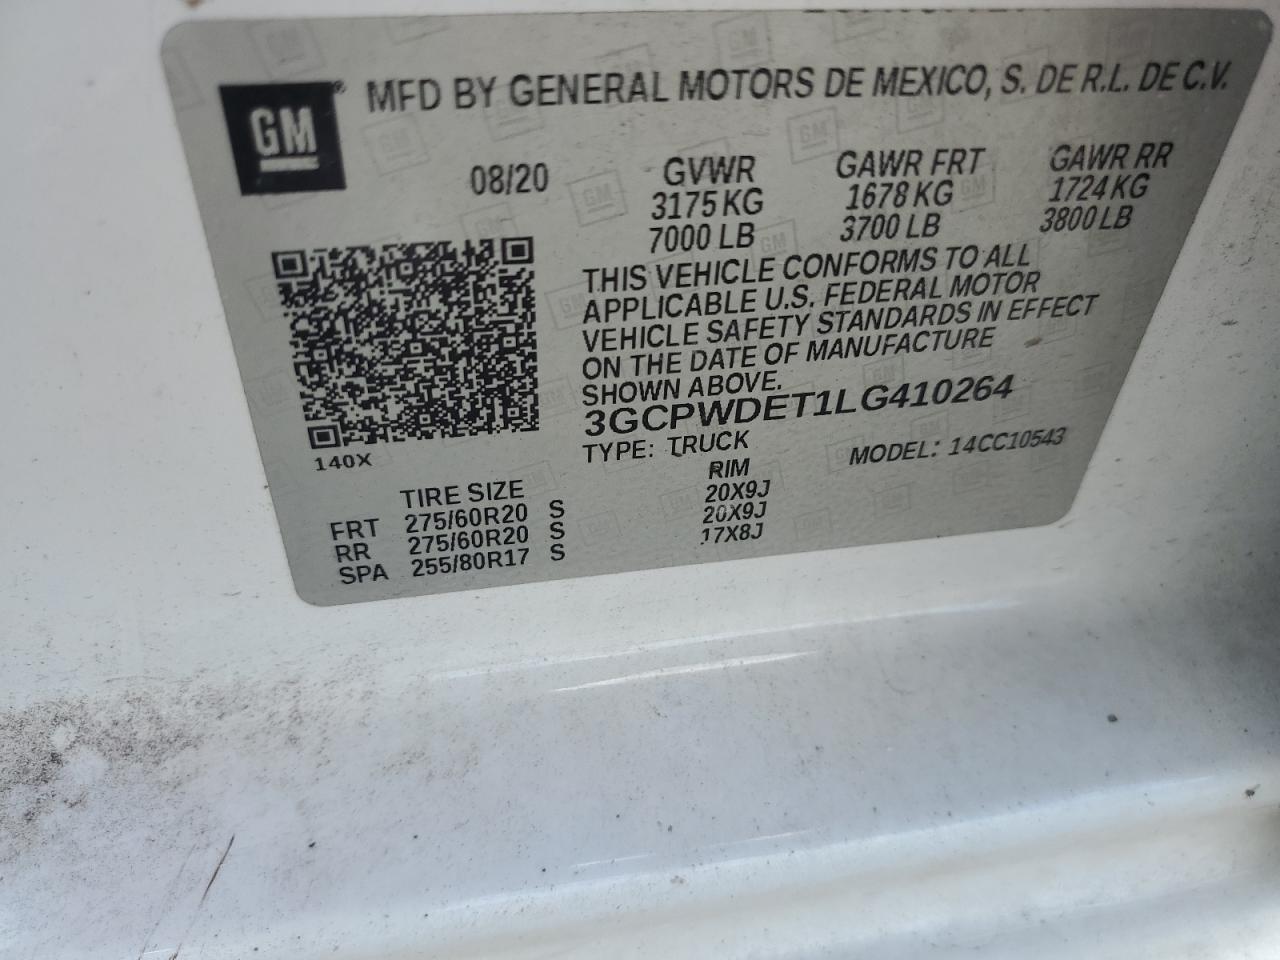 GM ® MFD BY GENERAL MOTORS DE MEXICO, S. DE R.L. DE C.V.
08/20 GVWR GAWR FRT GAWR RR
3175 KG 1678 KG 1724 KG
7000 LB 3700 LB 3800 LB
THIS VEHICLE CONFORMS TO ALL
APPLICABLE U.S. FEDERAL MOTOR
VEHICLE SAFETY STANDARDS IN EFFECT
ON THE DATE OF MANUFACTURE
SHOWN ABOVE.
3GCPWDET1LG410264
TYPE: TRUCK MODEL: 14CC10543
140X
TIRE SIZE RIM
FRT 275/60R20 S 20X9J
RR 275/60R20 S 20X9J
SPA 255/80R17 S 17X8J